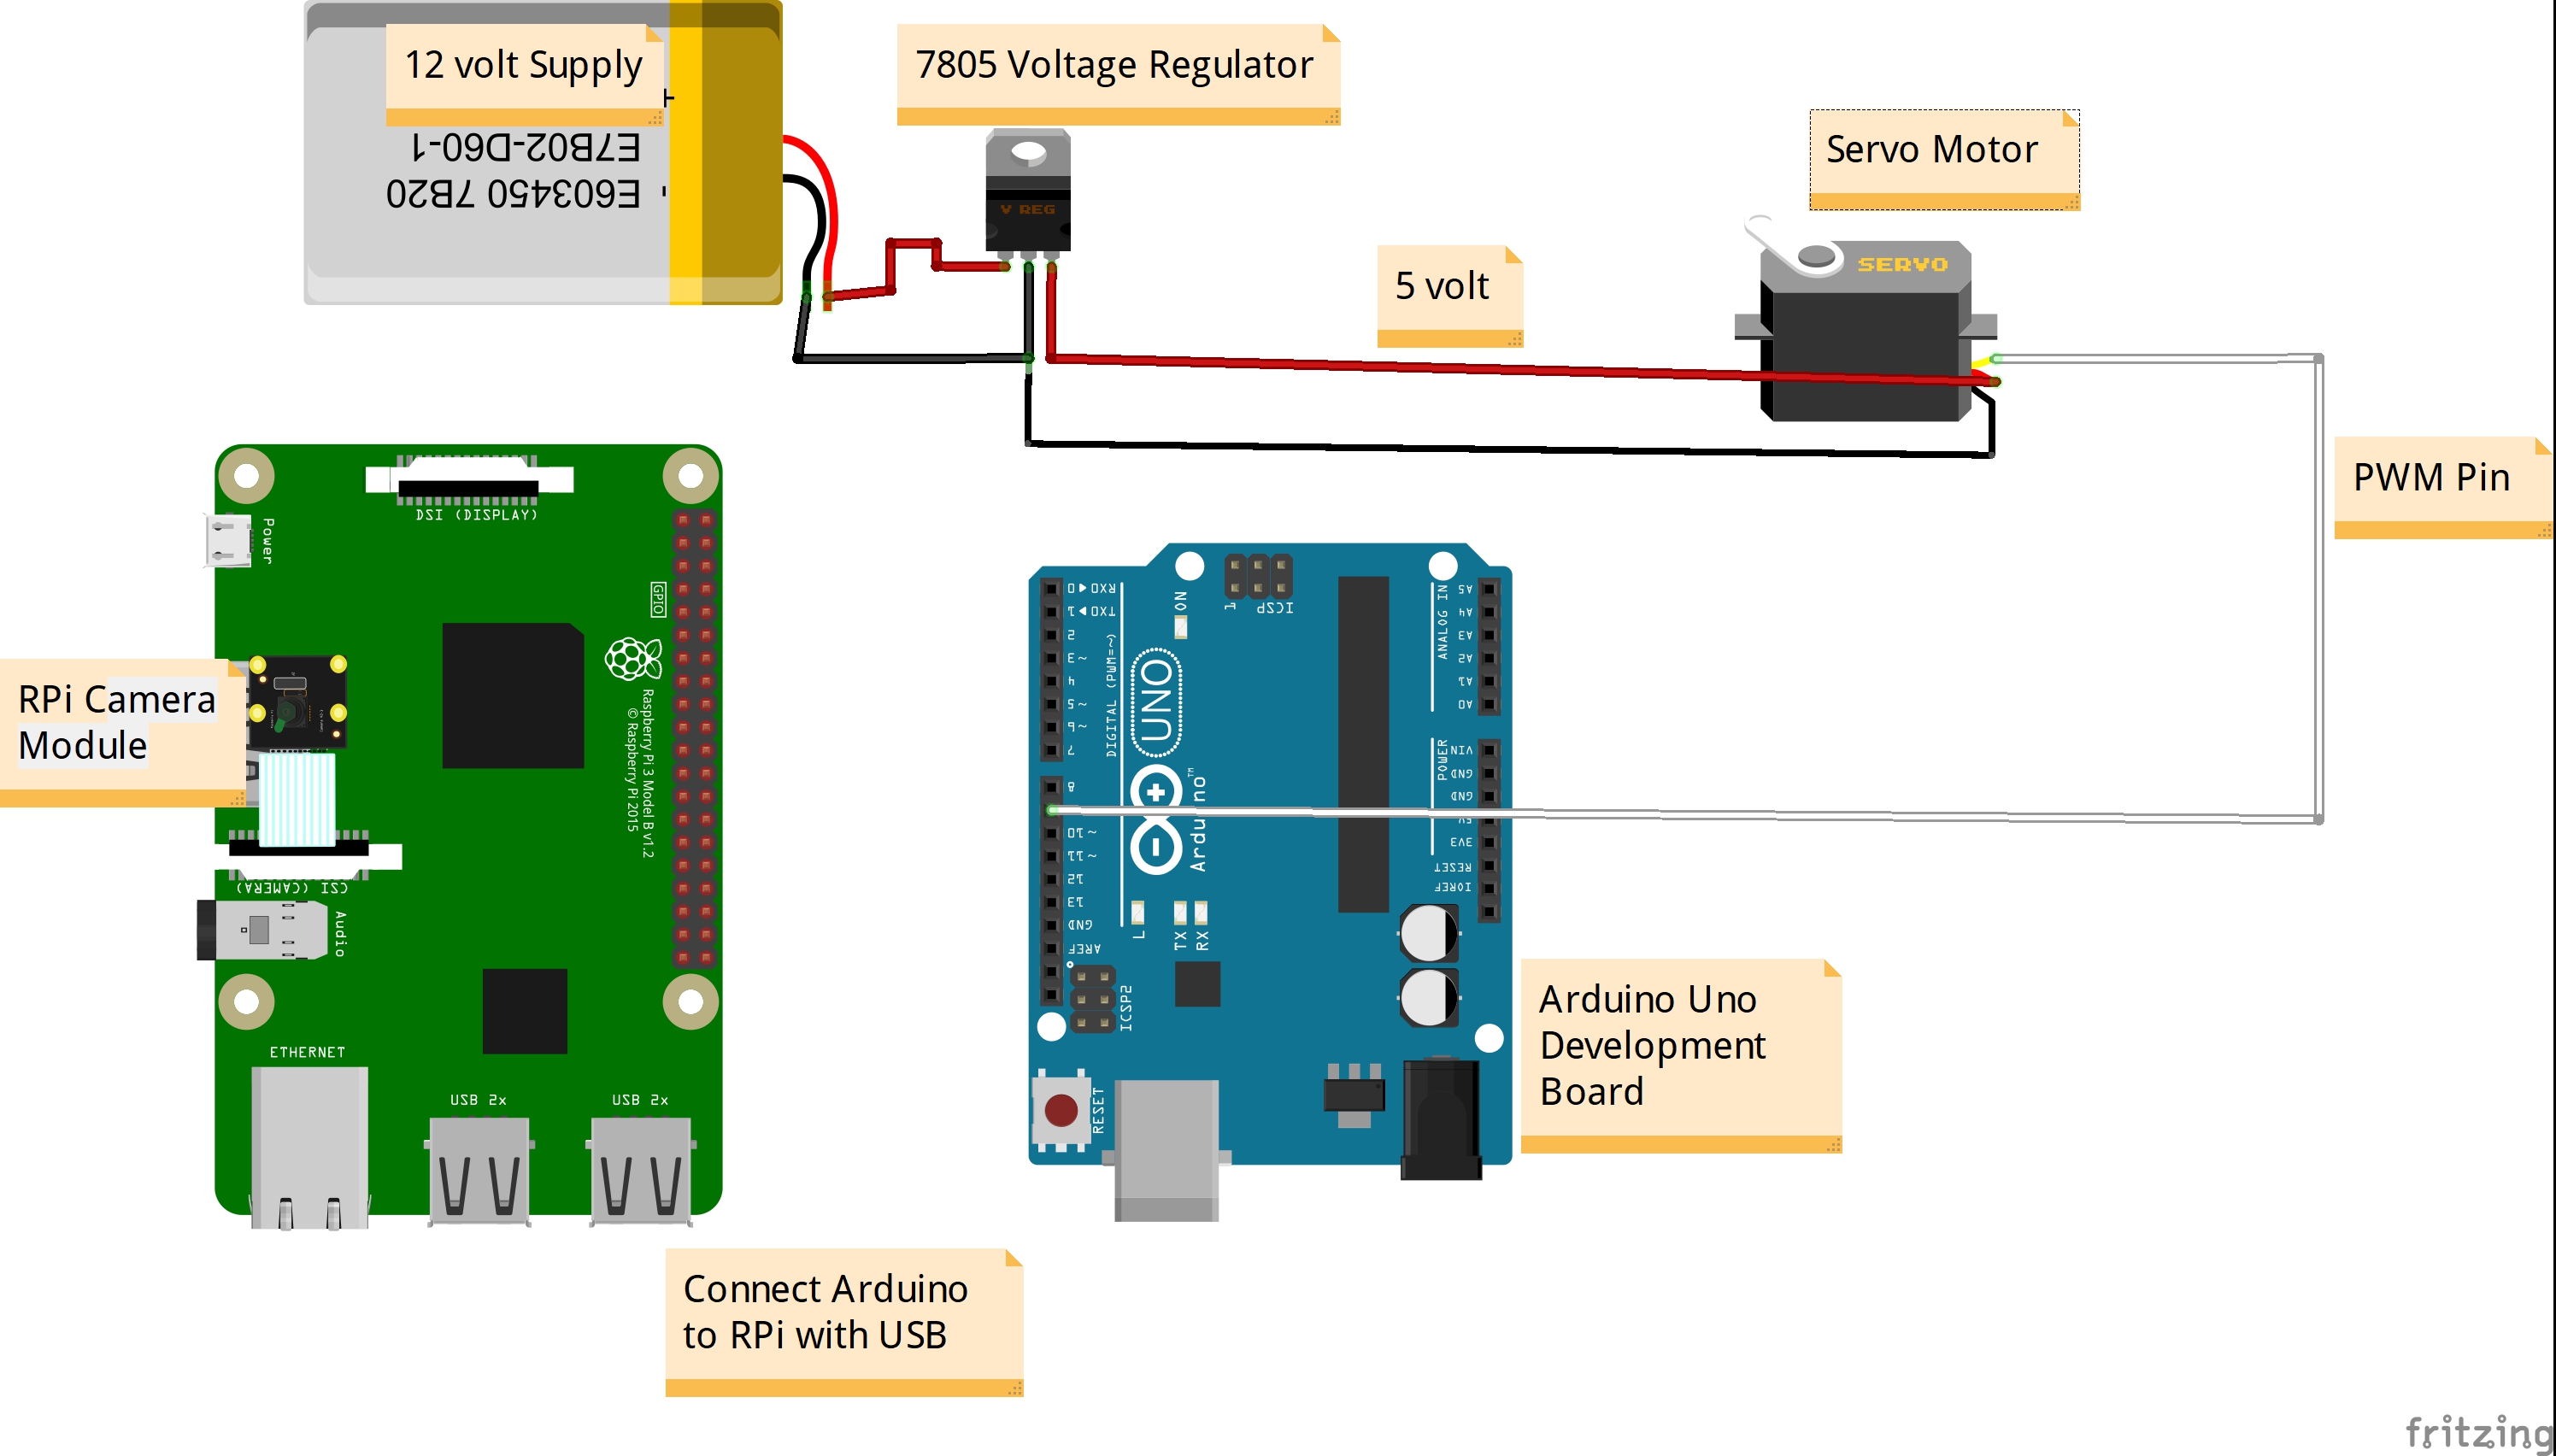 12 volt Supply
+
E7B02-D60-1
E603450 7B20
-
7805 Voltage Regulator
V REG
5 volt
Servo Motor
SERVO
PWM Pin
DSI (DISPLAY)
Power
GPIO
Raspberry Pi 3 Model B v1.2
© Raspberry Pi 2015
RPi Camera
Module
CSI (CAMERA)
Audio
ETHERNET
USB 2x
USB 2x
RX0◀0
TX0▶1
2
~3
4
~5
~6
7
8
~10
~11
12
13
GND
AREF
DIGITAL (PWM=~)
ON
1
ICSP
UNO
Arduino™
L
TX
RX
ICSP2
RESET
ANALOG IN
A5
A4
A3
A2
A1
A0
POWER
VIN
GND
GND
5V
3V3
RESET
IOREF
Arduino Uno
Development
Board
Connect Arduino
to RPi with USB
fritzing